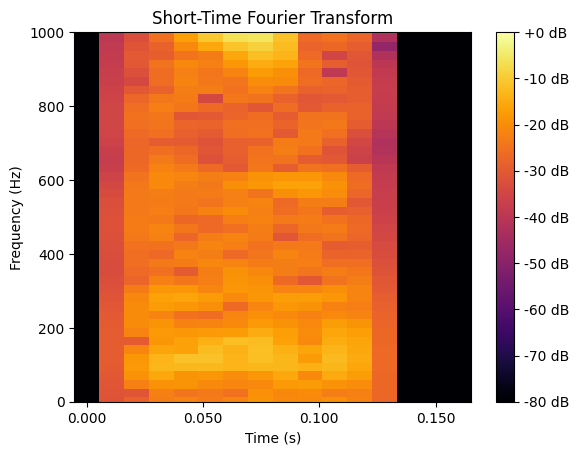 Short-Time Fourier Transform
Frequency (Hz)
1000
800
600
400
200
0
0.000
0.050
0.100
0.150
Time (s)
+0 dB
-10 dB
-20 dB
-30 dB
-40 dB
-50 dB
-60 dB
-70 dB
-80 dB